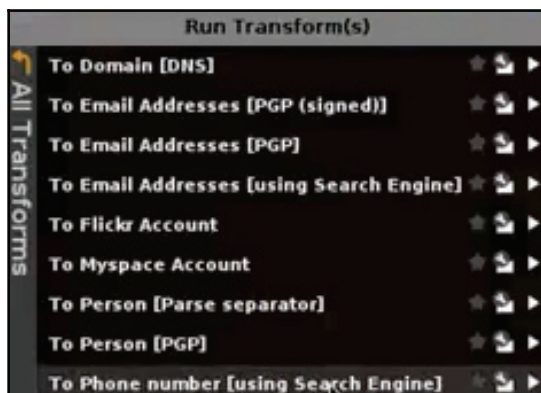 Run Transform(s)
All Transforms
To Domain [DNS]
To Email Addresses [PGP (signed)]
To Email Addresses [PGP]
To Email Addresses [using Search Engine]
To Flickr Account
To Myspace Account
To Person [Parse separator]
To Person [PGP]
To Phone number [using Search Engine]